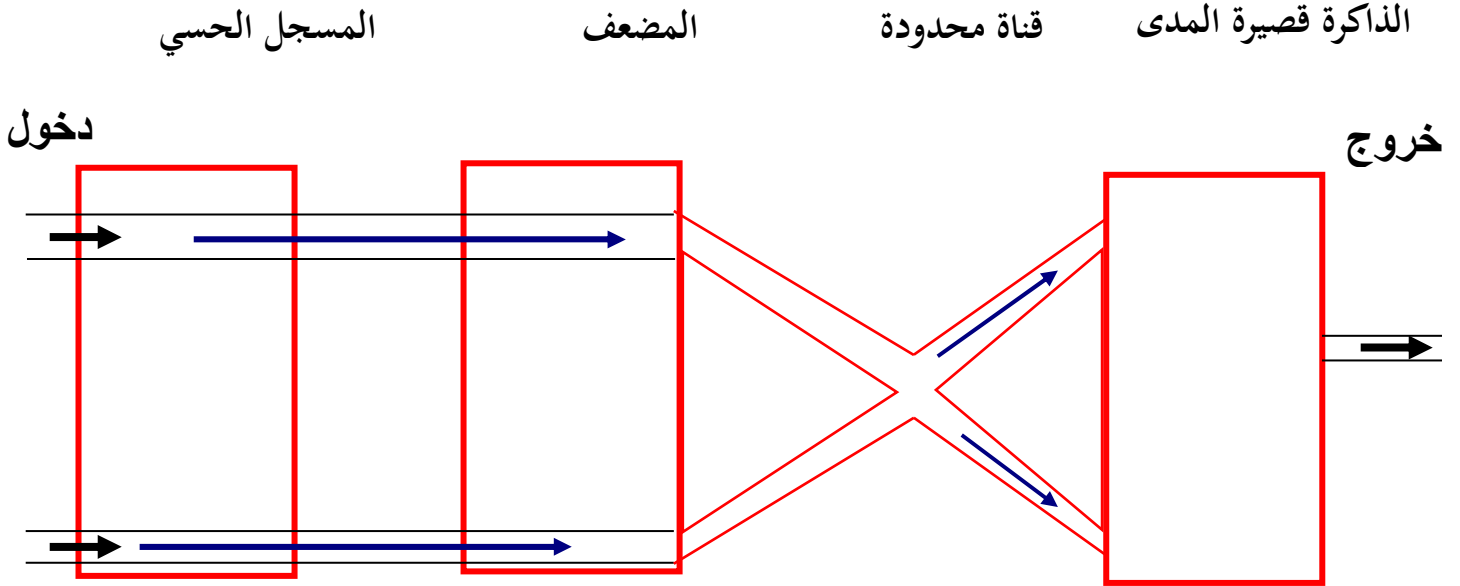 الذاكرة قصيرة المدى
قناة محدودة
المضعف
المسجل الحسي
خروج
دخول